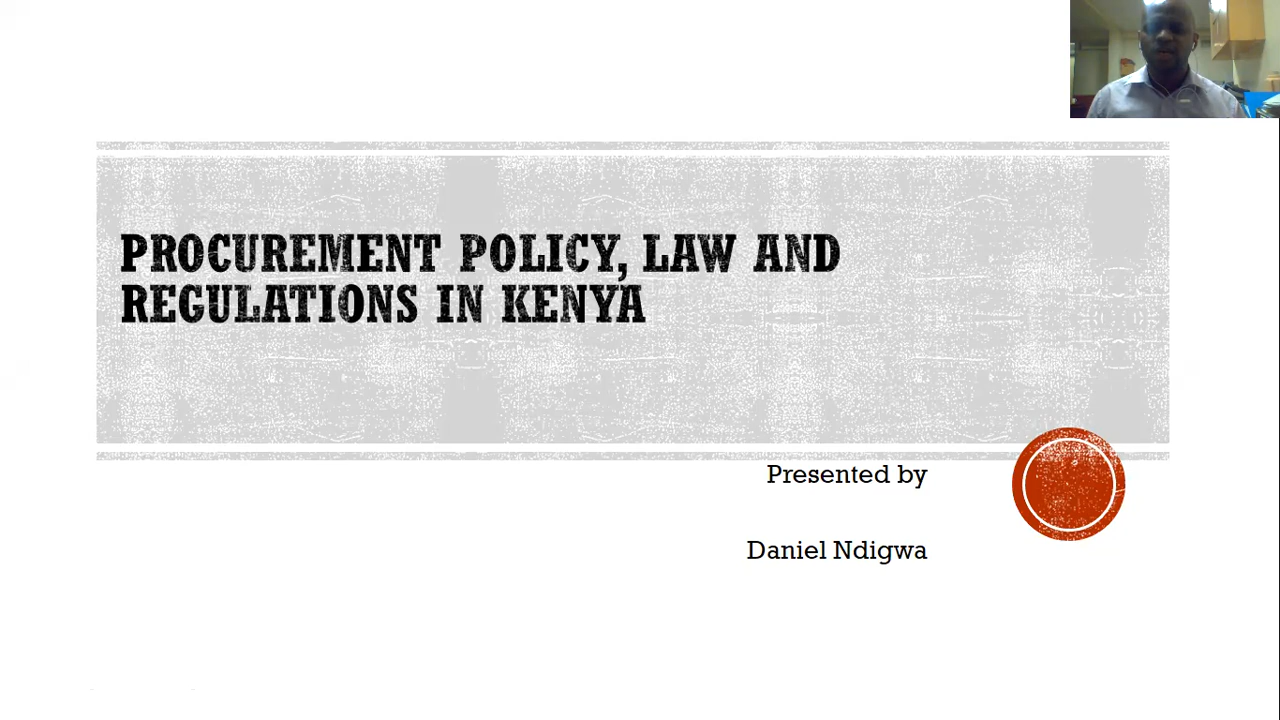 PROCUREMENT POLICY, LAW AND
REGULATIONS IN KENYA
Presented by
Daniel Ndigwa